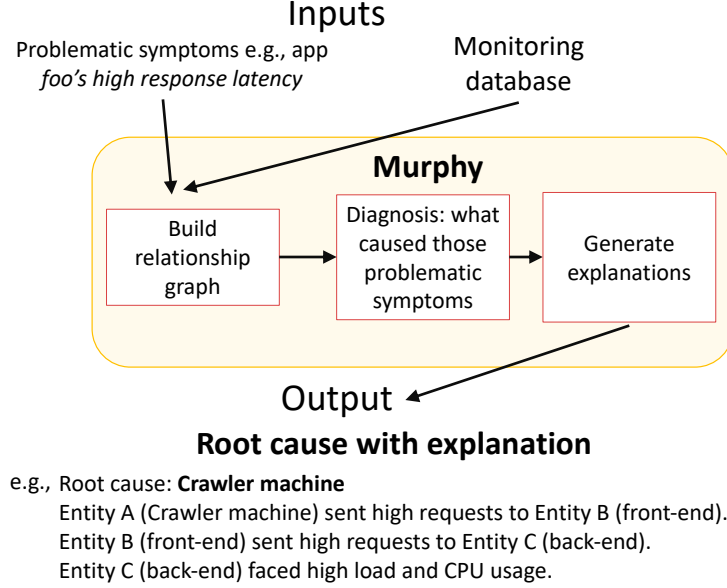 Inputs
Problematic symptoms e.g., app
foo's high response latency
Monitoring
database
Murphy
Build
relationship
graph
Diagnosis: what
caused those
problematic
symptoms
Generate
explanations
Output
Root cause with explanation
e.g., Root cause: Crawler machine
Entity A (Crawler machine) sent high requests to Entity B (front-end).
Entity B (front-end) sent high requests to Entity C (back-end).
Entity C (back-end) faced high load and CPU usage.